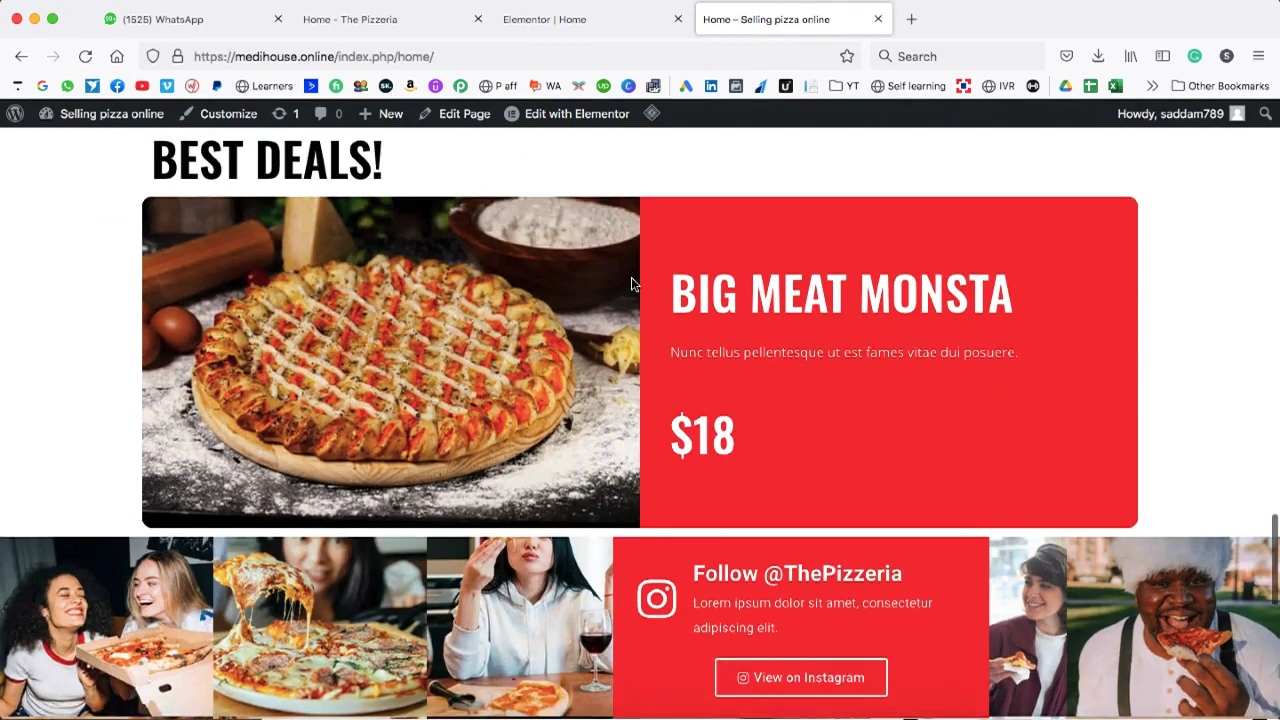 (1525) WhatsApp
Home - The Pizzeria
Elementor | Home
Home – Selling pizza online
https://medihouse.online/index.php/home/
Search
Learners
P aff
WA
YT
Self learning
IVR
Other Bookmarks
Selling pizza online
Customize
1
0
New
Edit Page
Edit with Elementor
Howdy, saddam789
BEST DEALS!
BIG MEAT MONSTA
Nunc tellus pellentesque ut est fames vitae dui posuere.
$18
Follow @ThePizzeria
Lorem ipsum dolor sit amet, consectetur
adipiscing elit.
View on Instagram